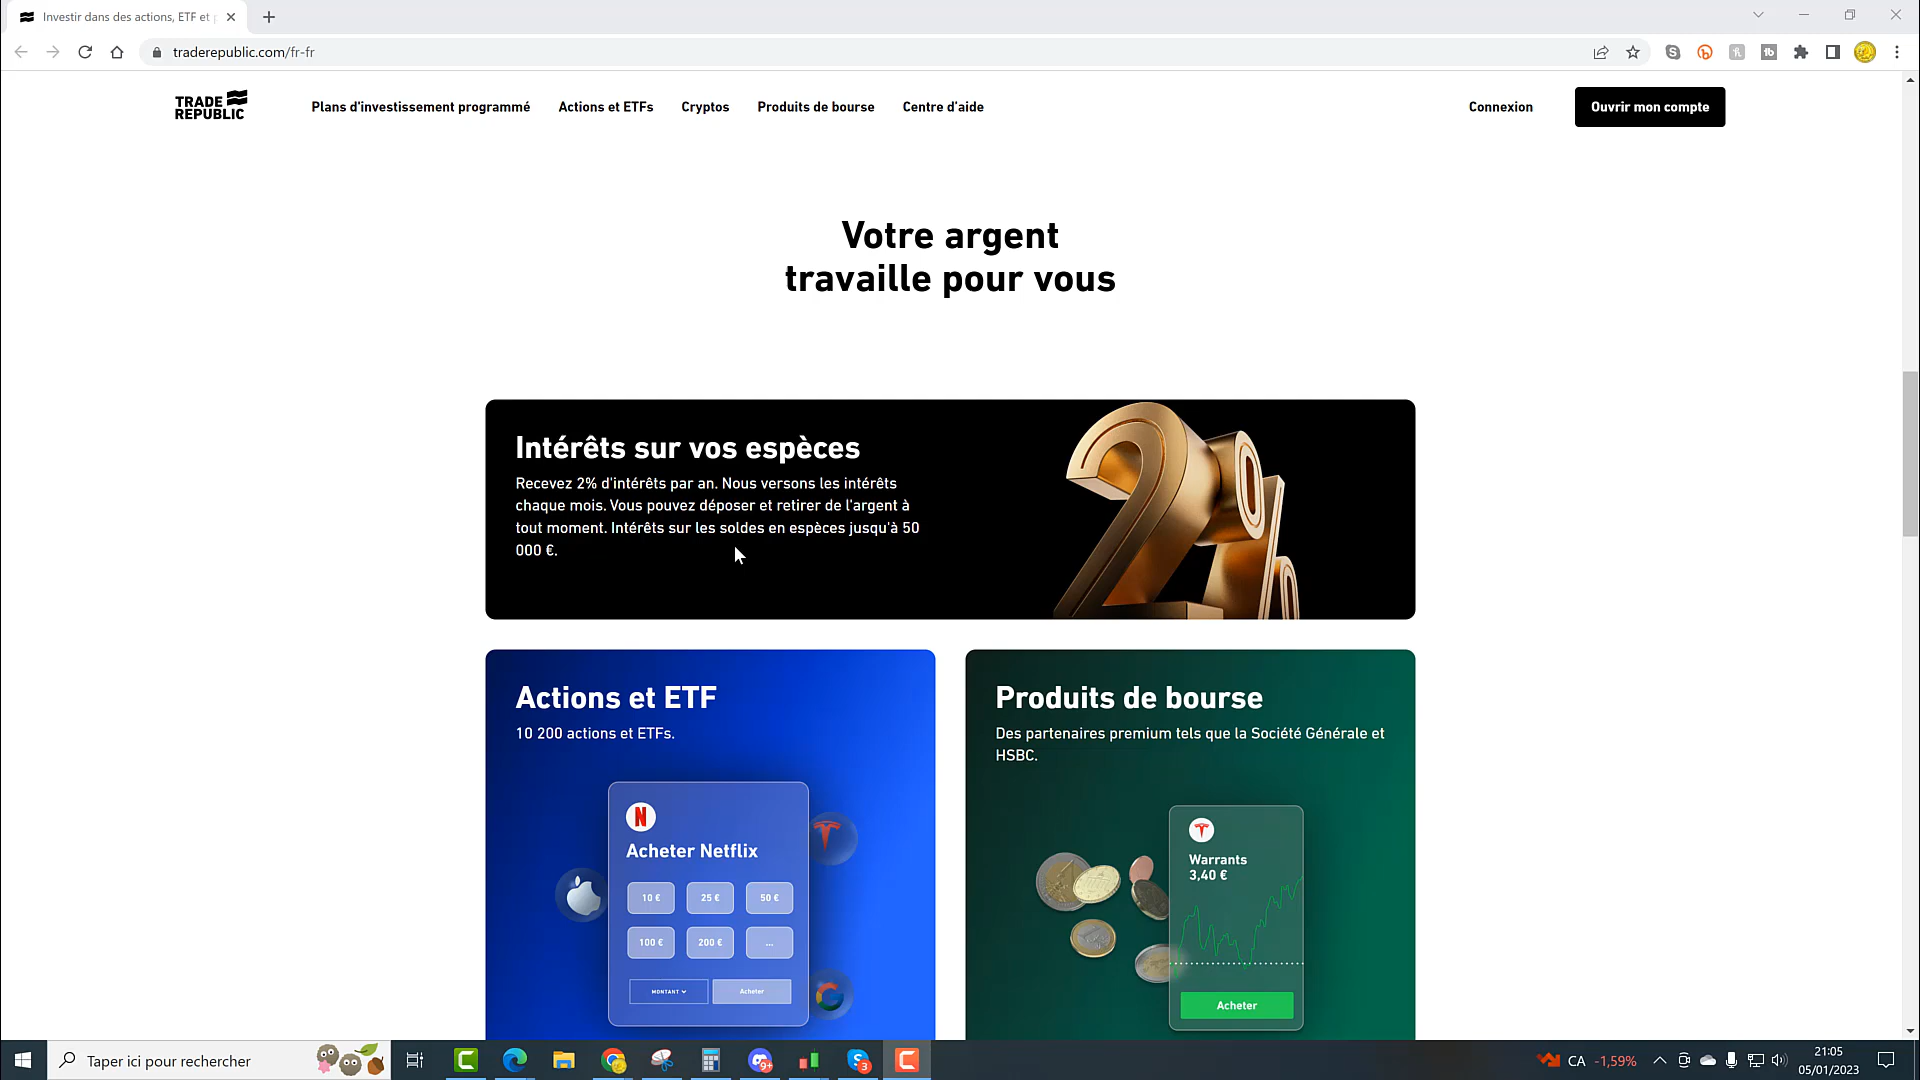 Investir dans des actions, ETF et p
traderepublic.com/fr-fr
TRADE REPUBLIC
Plans d'investissement programmé
Actions et ETFs
Cryptos
Produits de bourse
Centre d'aide
Connexion
Ouvrir mon compte
Votre argent
travaille pour vous
Intérêts sur vos espèces
Recevez 2% d'intérêts par an. Nous versons les intérêts
chaque mois. Vous pouvez déposer et retirer de l'argent à
tout moment. Intérêts sur les soldes en espèces jusqu'à 50
000 €.
2%
Actions et ETF
10 200 actions et ETFs.
Acheter Netflix
10 € 25 € 50 €
100 € 200 € ...
MONTANT
Acheter
Produits de bourse
Des partenaires premium tels que la Société Générale et
HSBC.
Warrants
3,40 €
Acheter
Taper ici pour rechercher
9+
3
CA -1,59%
21:05
05/01/2023